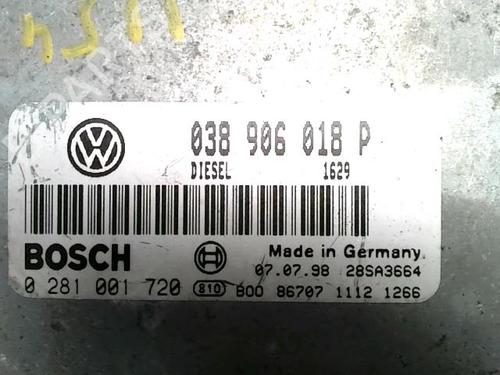 038 906 018 P
DIESEL 1629
BOSCH
Made in Germany
07.07.98 28SA3664
0 281 001 720 810 B00 86707 1112 1266